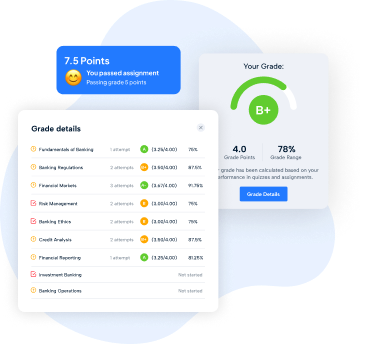 7.5 Points
You passed assignment
Passing grade 5 points
Your Grade:
B+
4.0
Grade Points
78%
Grade Range
grade has been calculated based on your
performance in quizzes and assignments.
Grade Details
Grade details
Fundamentals of Banking 1 attempt A (3.25/4.00) 75%
Banking Regulations 2 attempts (3.50/4.00) 87.5%
Financial Markets 3 attempts (3.67/4.00) 91.75%
Risk Management 2 attempts (3.00/4.00) 75%
Banking Ethics 2 attempts (3.00/4.00) 75%
Credit Analysis 2 attempts (3.50/4.00) 87.5%
Financial Reporting 1 attempt A (3.25/4.00) 81.25%
Investment Banking Not started
Banking Operations Not started